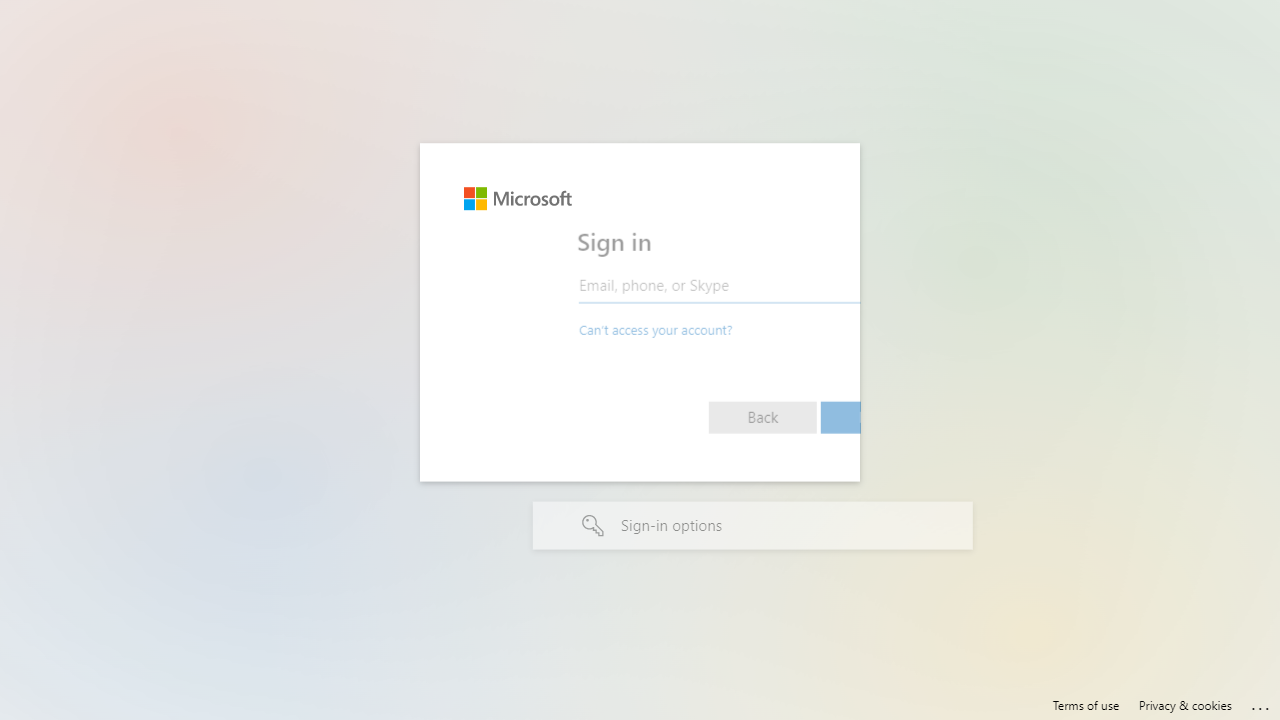 Microsoft
Sign in
Email, phone, or Skype
Can't access your account?
Back
Sign-in options
Terms of use
Privacy & cookies
...